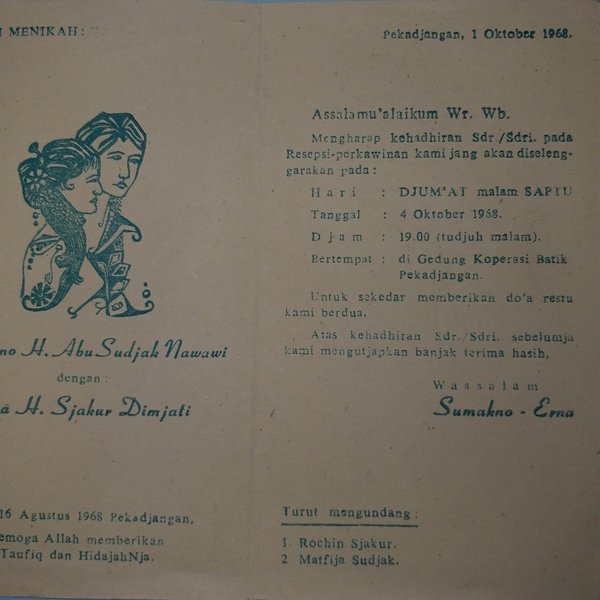 I MENIKAH:
no H. Abu Sudjak Nawawi
dengan :
a H. Sjakur Dimjati
16 Agustus 1968 Pekadjangan,
emoga Allah memberikan
Taufiq dan HidajahNja.
Pekadjangan, 1 Oktober 1968.
Assalamu'alaikum Wr. Wb.
Mengharap kehadhiran Sdr./Sdri. pada
Resepsi-perkawinan kami jang akan diseleng-
garakan pada :
Hari : DJUM'AT malam SAPTU
Tanggal : 4 Oktober 1968.
Djam : 19.00 (tudjuh malam).
Bertempat : di Gedung Koperasi Batik
Pekadjangan.
Untuk sekedar memberikan do'a restu
kami berdua.
Atas kehadhiran Sdr./Sdri. sebelumja
kami mengutjapkan banjak terima hasih,
Wassalam
Sumakno - Erna
Turut mengundang :
1. Rochin Sjakur.
2 Matfija Sudjak.